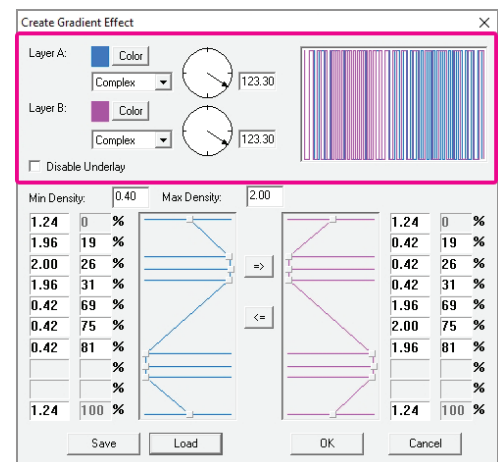 Create Gradient Effect
Layer A: Color
Complex 123.30
Layer B: Color
Complex 123.30
Disable Underlay
Min Density: 0.40 Max Density: 2.00
1.24 0 % 1.24 0 %
1.96 19 % 0.42 19 %
2.00 26 % => 0.42 26 %
1.96 31 % 0.42 31 %
0.42 69 % 1.96 69 %
0.42 75 % <= 2.00 75 %
0.42 81 % 1.96 81 %
% %
% %
1.24 100 % 1.24 100 %
Save Load OK Cancel